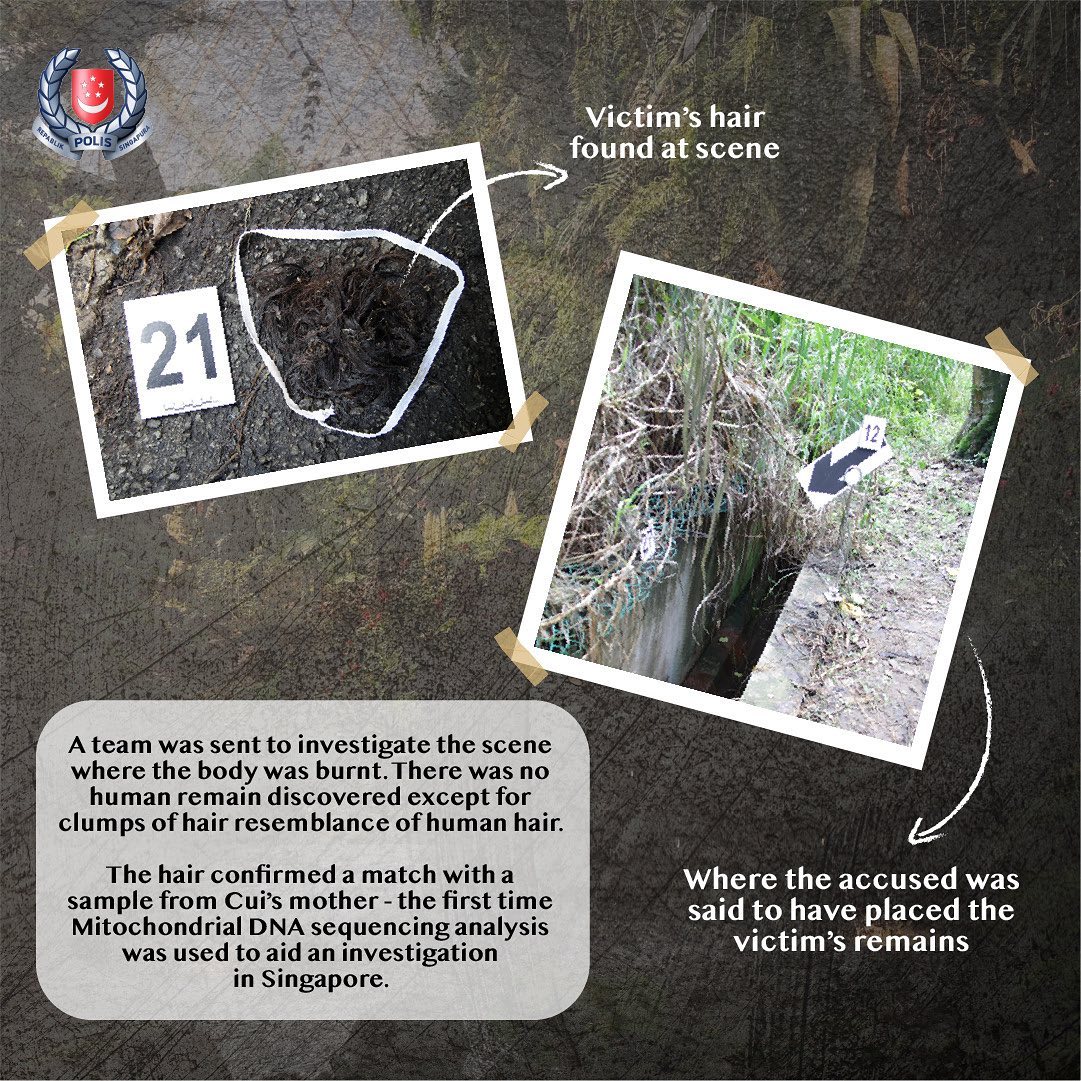 REPABLIK POLIS SINGAPURA
Victim's hair
found at scene
21
12
A team was sent to investigate the scene
where the body was burnt. There was no
human remain discovered except for
clumps of hair resemblance of human hair.
The hair confirmed a match with a
sample from Cui's mother - the first time
Mitochondrial DNA sequencing analysis
was used to aid an investigation
in Singapore.
Where the accused was
said to have placed the
victim's remains